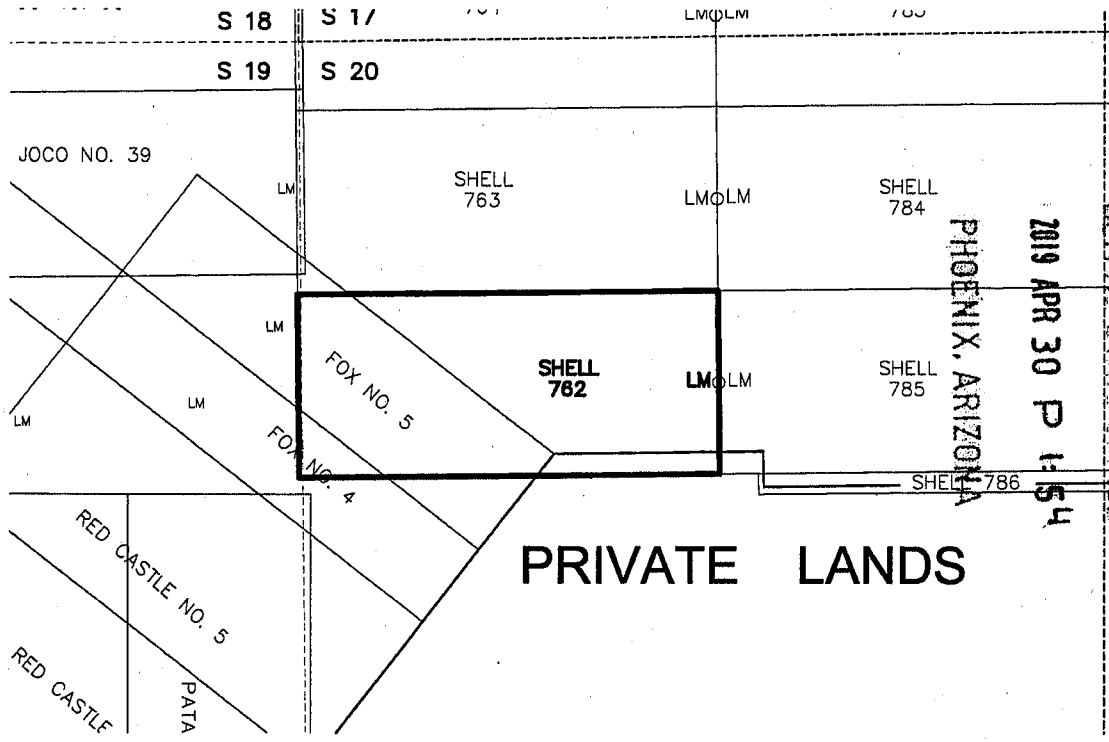 S 18
S 17
LM LM
S 19
S 20
JOCO NO. 39
LM
SHELL
763
LM LM
SHELL
784
LM
FOX NO. 5
SHELL
762
LM LM
SHELL
785
LM
LM
FOX NO. 4
SHELL 786
RED CASTLE NO. 5
PRIVATE LANDS
RED CASTLE
PATA
PHOENIX, ARIZONA
2019 APR 30 P 1:54